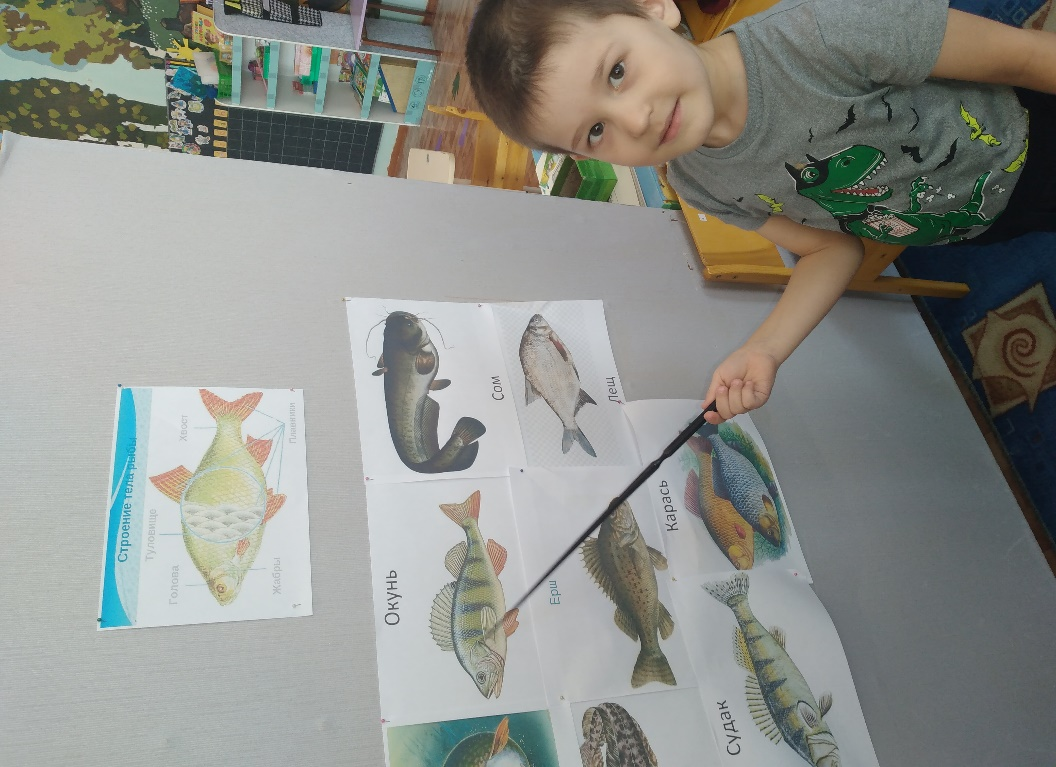 Строение тела рыбы
Хвост
Плавники
Туловище
Голова
Жабры
Сом
Лещ
Окунь
Ерш
Карась
Судак